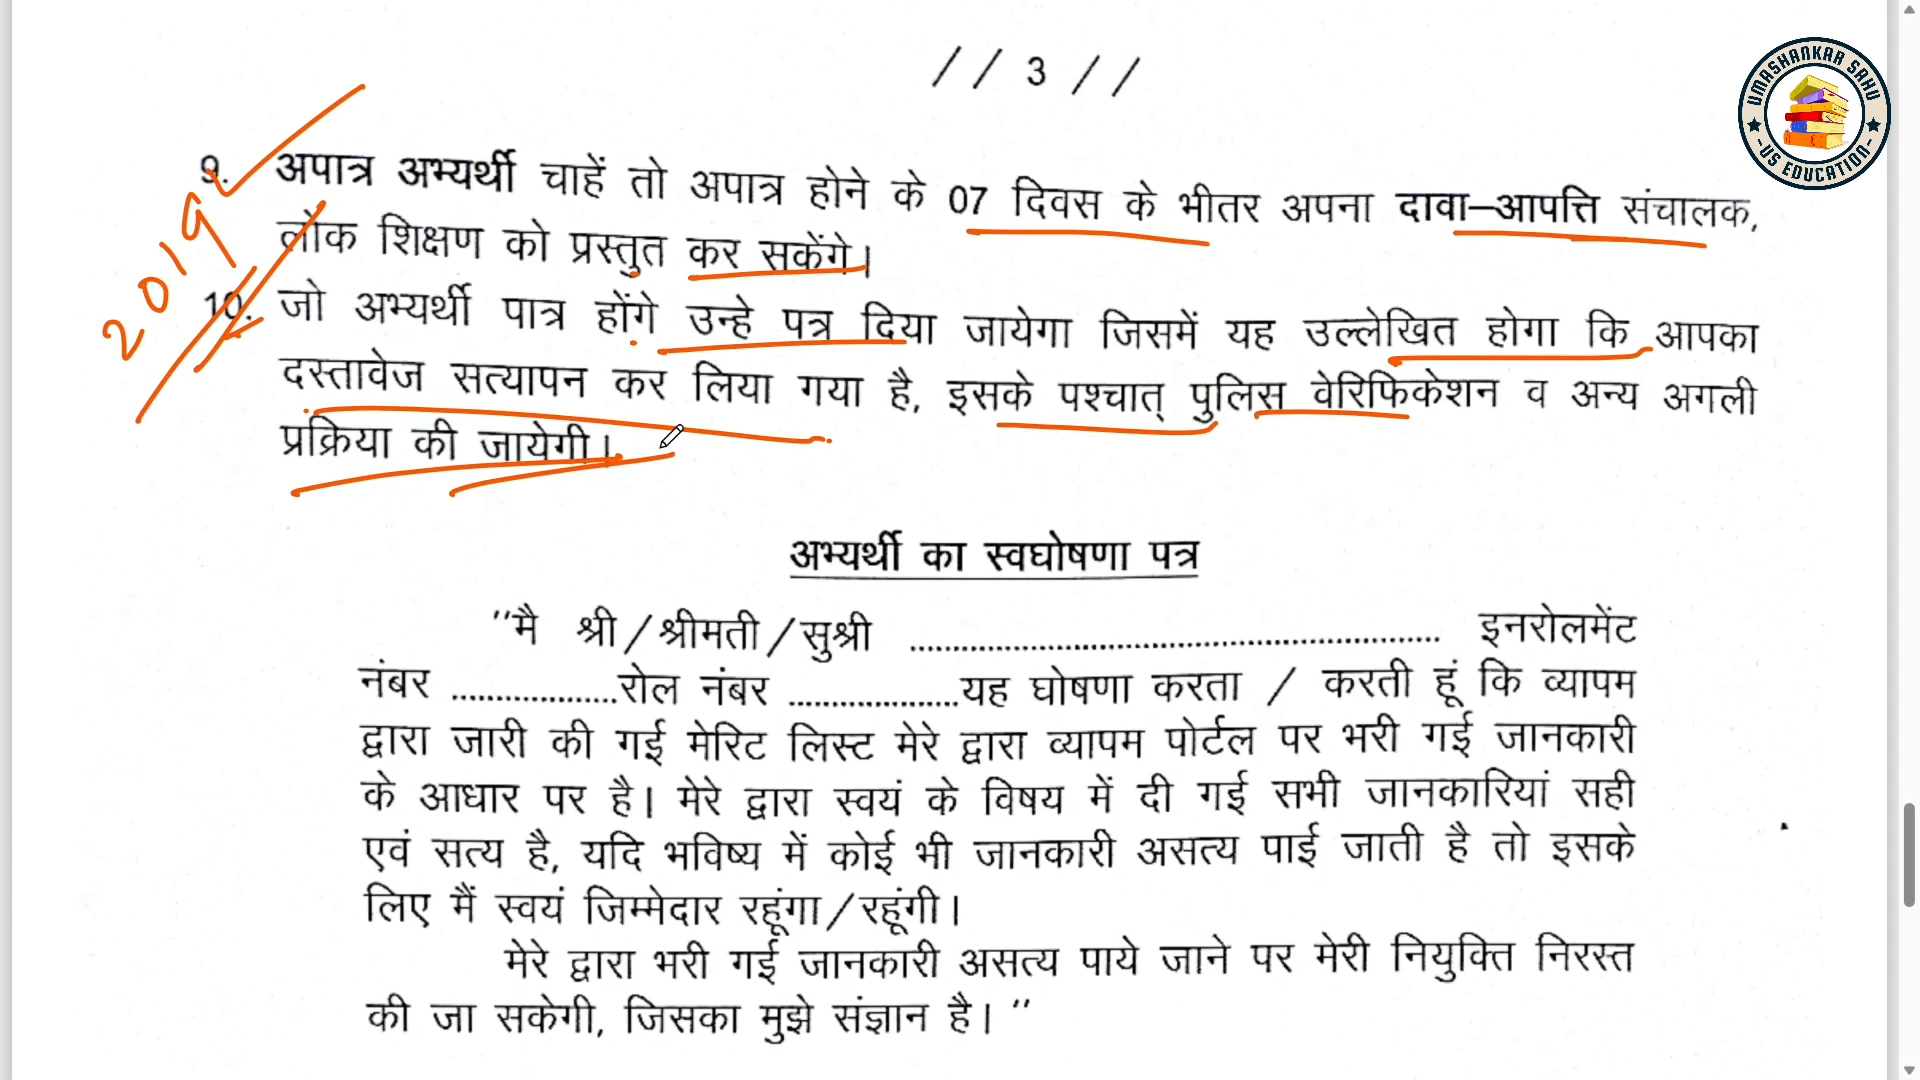 // 3 //
UMASHANKAR SAHU
US EDUCATION
2019
9. अपात्र अभ्यर्थी चाहें तो अपात्र होने के 07 दिवस के भीतर अपना दावा–आपत्ति संचालक,
लोक शिक्षण को प्रस्तुत कर सकेंगे।
10. जो अभ्यर्थी पात्र होंगे उन्हे पत्र दिया जायेगा जिसमें यह उल्लेखित होगा कि आपका
दस्तावेज सत्यापन कर लिया गया है, इसके पश्चात् पुलिस वेरिफिकेशन व अन्य अगली
प्रक्रिया की जायेगी।
अभ्यर्थी का स्वघोषणा पत्र
"मै श्री/श्रीमती/सुश्री .............................................................. इनरोलमेंट
नंबर ...................रोल नंबर ...................यह घोषणा करता / करती हूं कि व्यापम
द्वारा जारी की गई मेरिट लिस्ट मेरे द्वारा व्यापम पोर्टल पर भरी गई जानकारी
के आधार पर है। मेरे द्वारा स्वयं के विषय में दी गई सभी जानकारियां सही
एवं सत्य है, यदि भविष्य में कोई भी जानकारी असत्य पाई जाती है तो इसके
लिए मैं स्वयं जिम्मेदार रहूंगा/रहूंगी।
मेरे द्वारा भरी गई जानकारी असत्य पाये जाने पर मेरी नियुक्ति निरस्त
की जा सकेगी, जिसका मुझे संज्ञान है। "